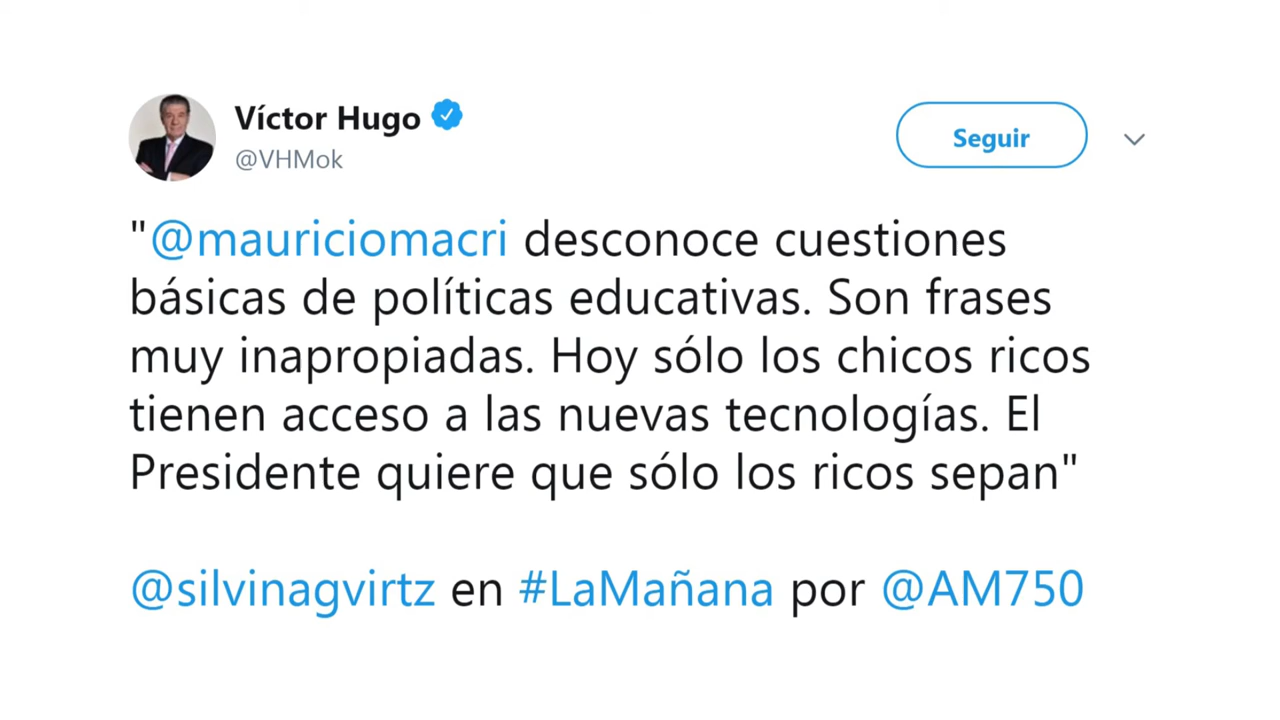 Víctor Hugo
@VHMok
Seguir
"@mauriciomacri desconoce cuestiones
básicas de políticas educativas. Son frases
muy inapropiadas. Hoy sólo los chicos ricos
tienen acceso a las nuevas tecnologías. El
Presidente quiere que sólo los ricos sepan"
@silvinagvirtz en #LaMañana por @AM750